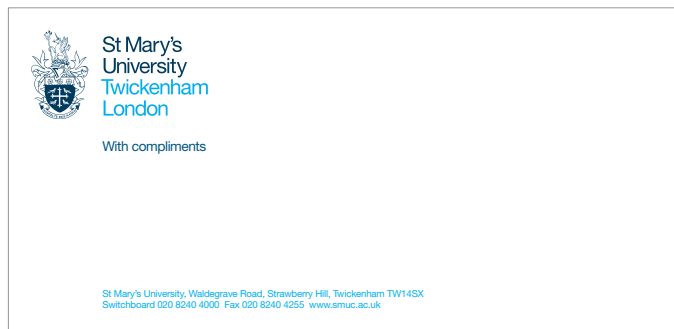 St Mary's
University
Twickenham
London
With compliments
St Mary's University, Waldegrave Road, Strawberry Hill, Twickenham TW14SX
Switchboard 020 8240 4000 Fax 020 8240 4255 www.smuc.ac.uk